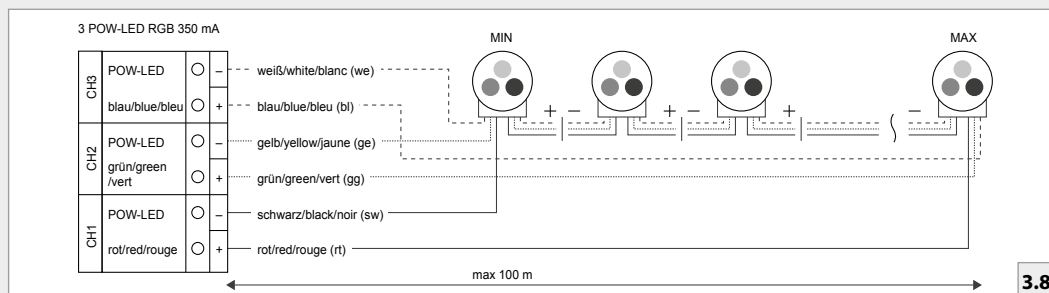 3 POW-LED RGB 350 mA
MIN
MAX
CH3
POW-LED
–
weiß/white/blanc (we)
blau/blue/bleu
+
blau/blue/bleu (bl)
+ –
+ –
+
–
CH2
POW-LED
–
gelb/yellow/jaune (ge)
grün/green
/vert
+
grün/green/vert (gg)
CH1
POW-LED
–
schwarz/black/noir (sw)
rot/red/rouge
+
rot/red/rouge (rt)
max 100 m
3.8